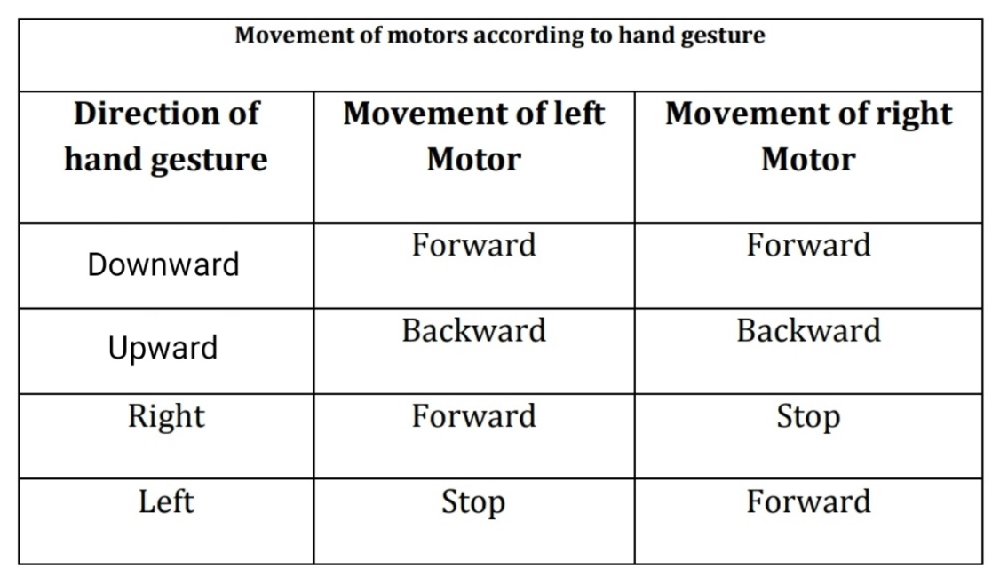 Movement of motors according to hand gesture
Direction of hand gesture
Movement of left Motor
Movement of right Motor
Downward
Forward
Forward
Upward
Backward
Backward
Right
Forward
Stop
Left
Stop
Forward